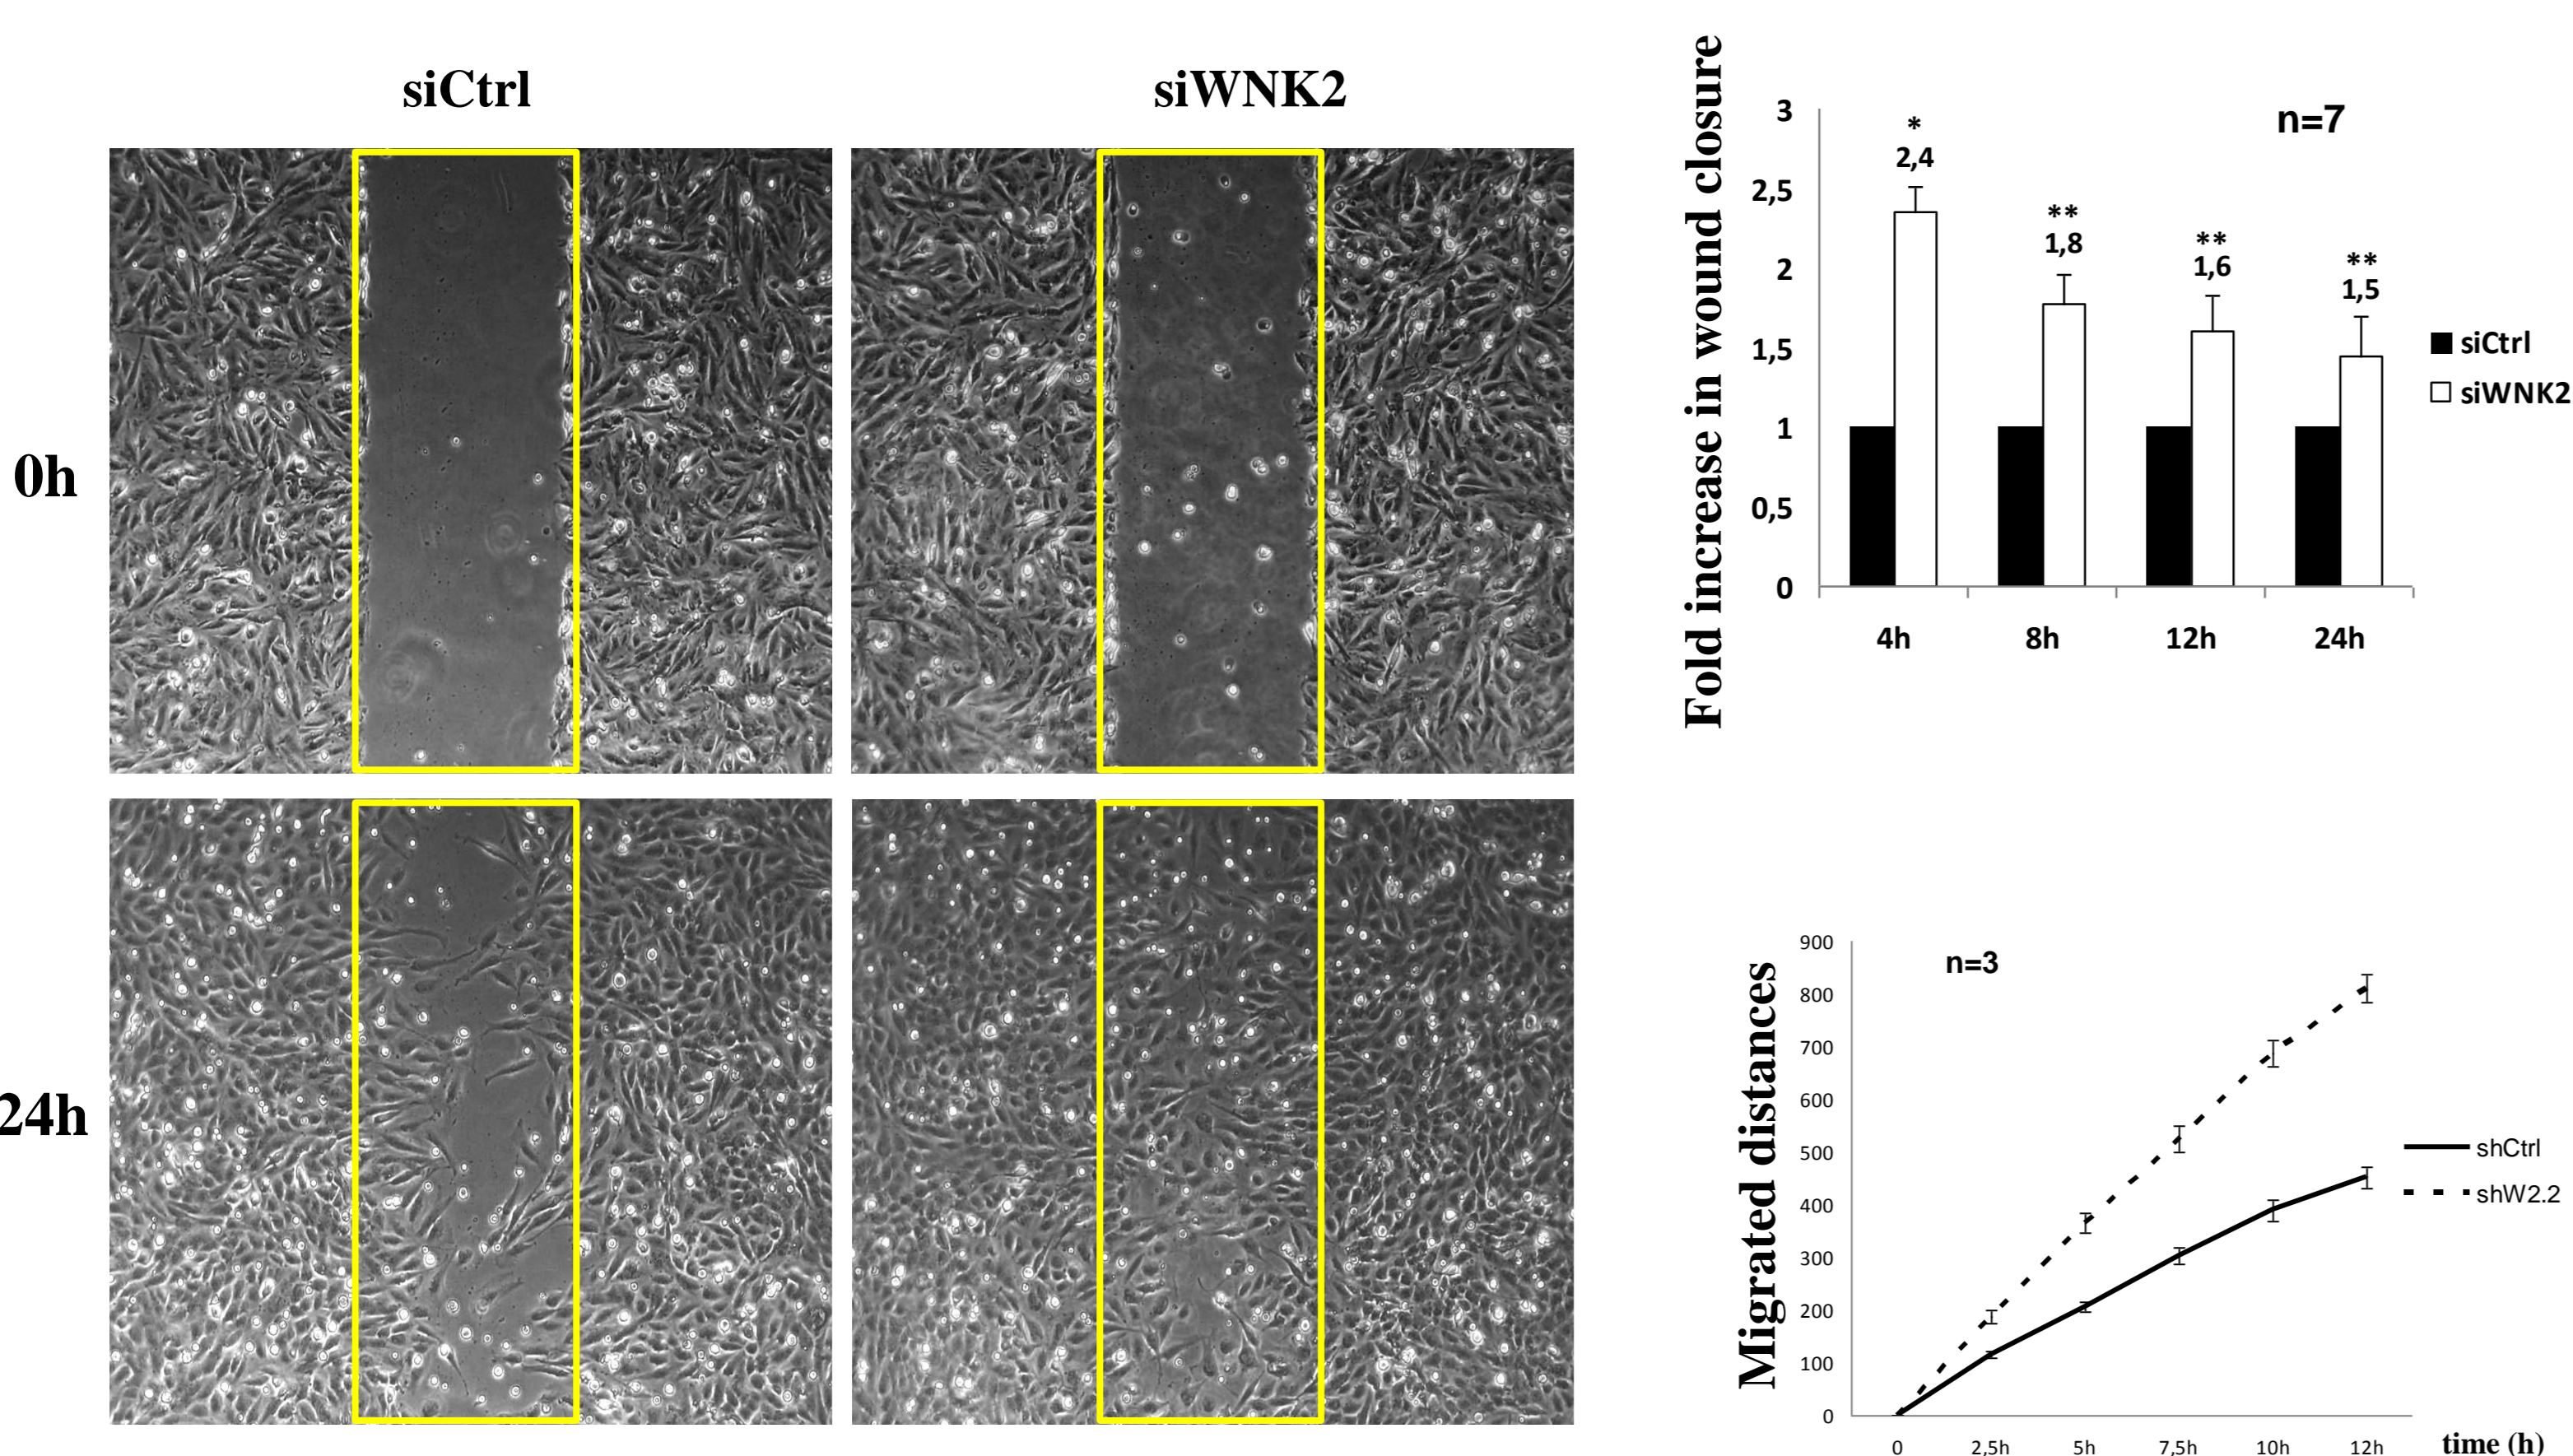 siCtrl
siWNK2
0h
24h
Fold increase in wound closure
3
2,5
2
1,5
1
0,5
0
n=7
*
2,4
**
1,8
**
1,6
**
1,5
4h
8h
12h
24h
siCtrl
siWNK2
Migrated distances
900
800
700
600
500
400
300
200
100
0
n=3
shCtrl
shW2.2
0
2,5h
5h
7,5h
10h
12h
time (h)